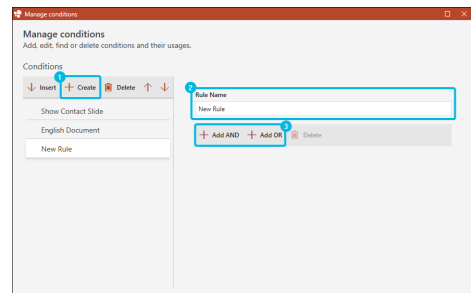 Manage conditions
Manage conditions
Add, edit, find or delete conditions and their usages.
Conditions
1
Insert Create Delete
2
Rule Name
New Rule
Show Contact Slide
English Document
New Rule
3
Add AND Add OR Delete